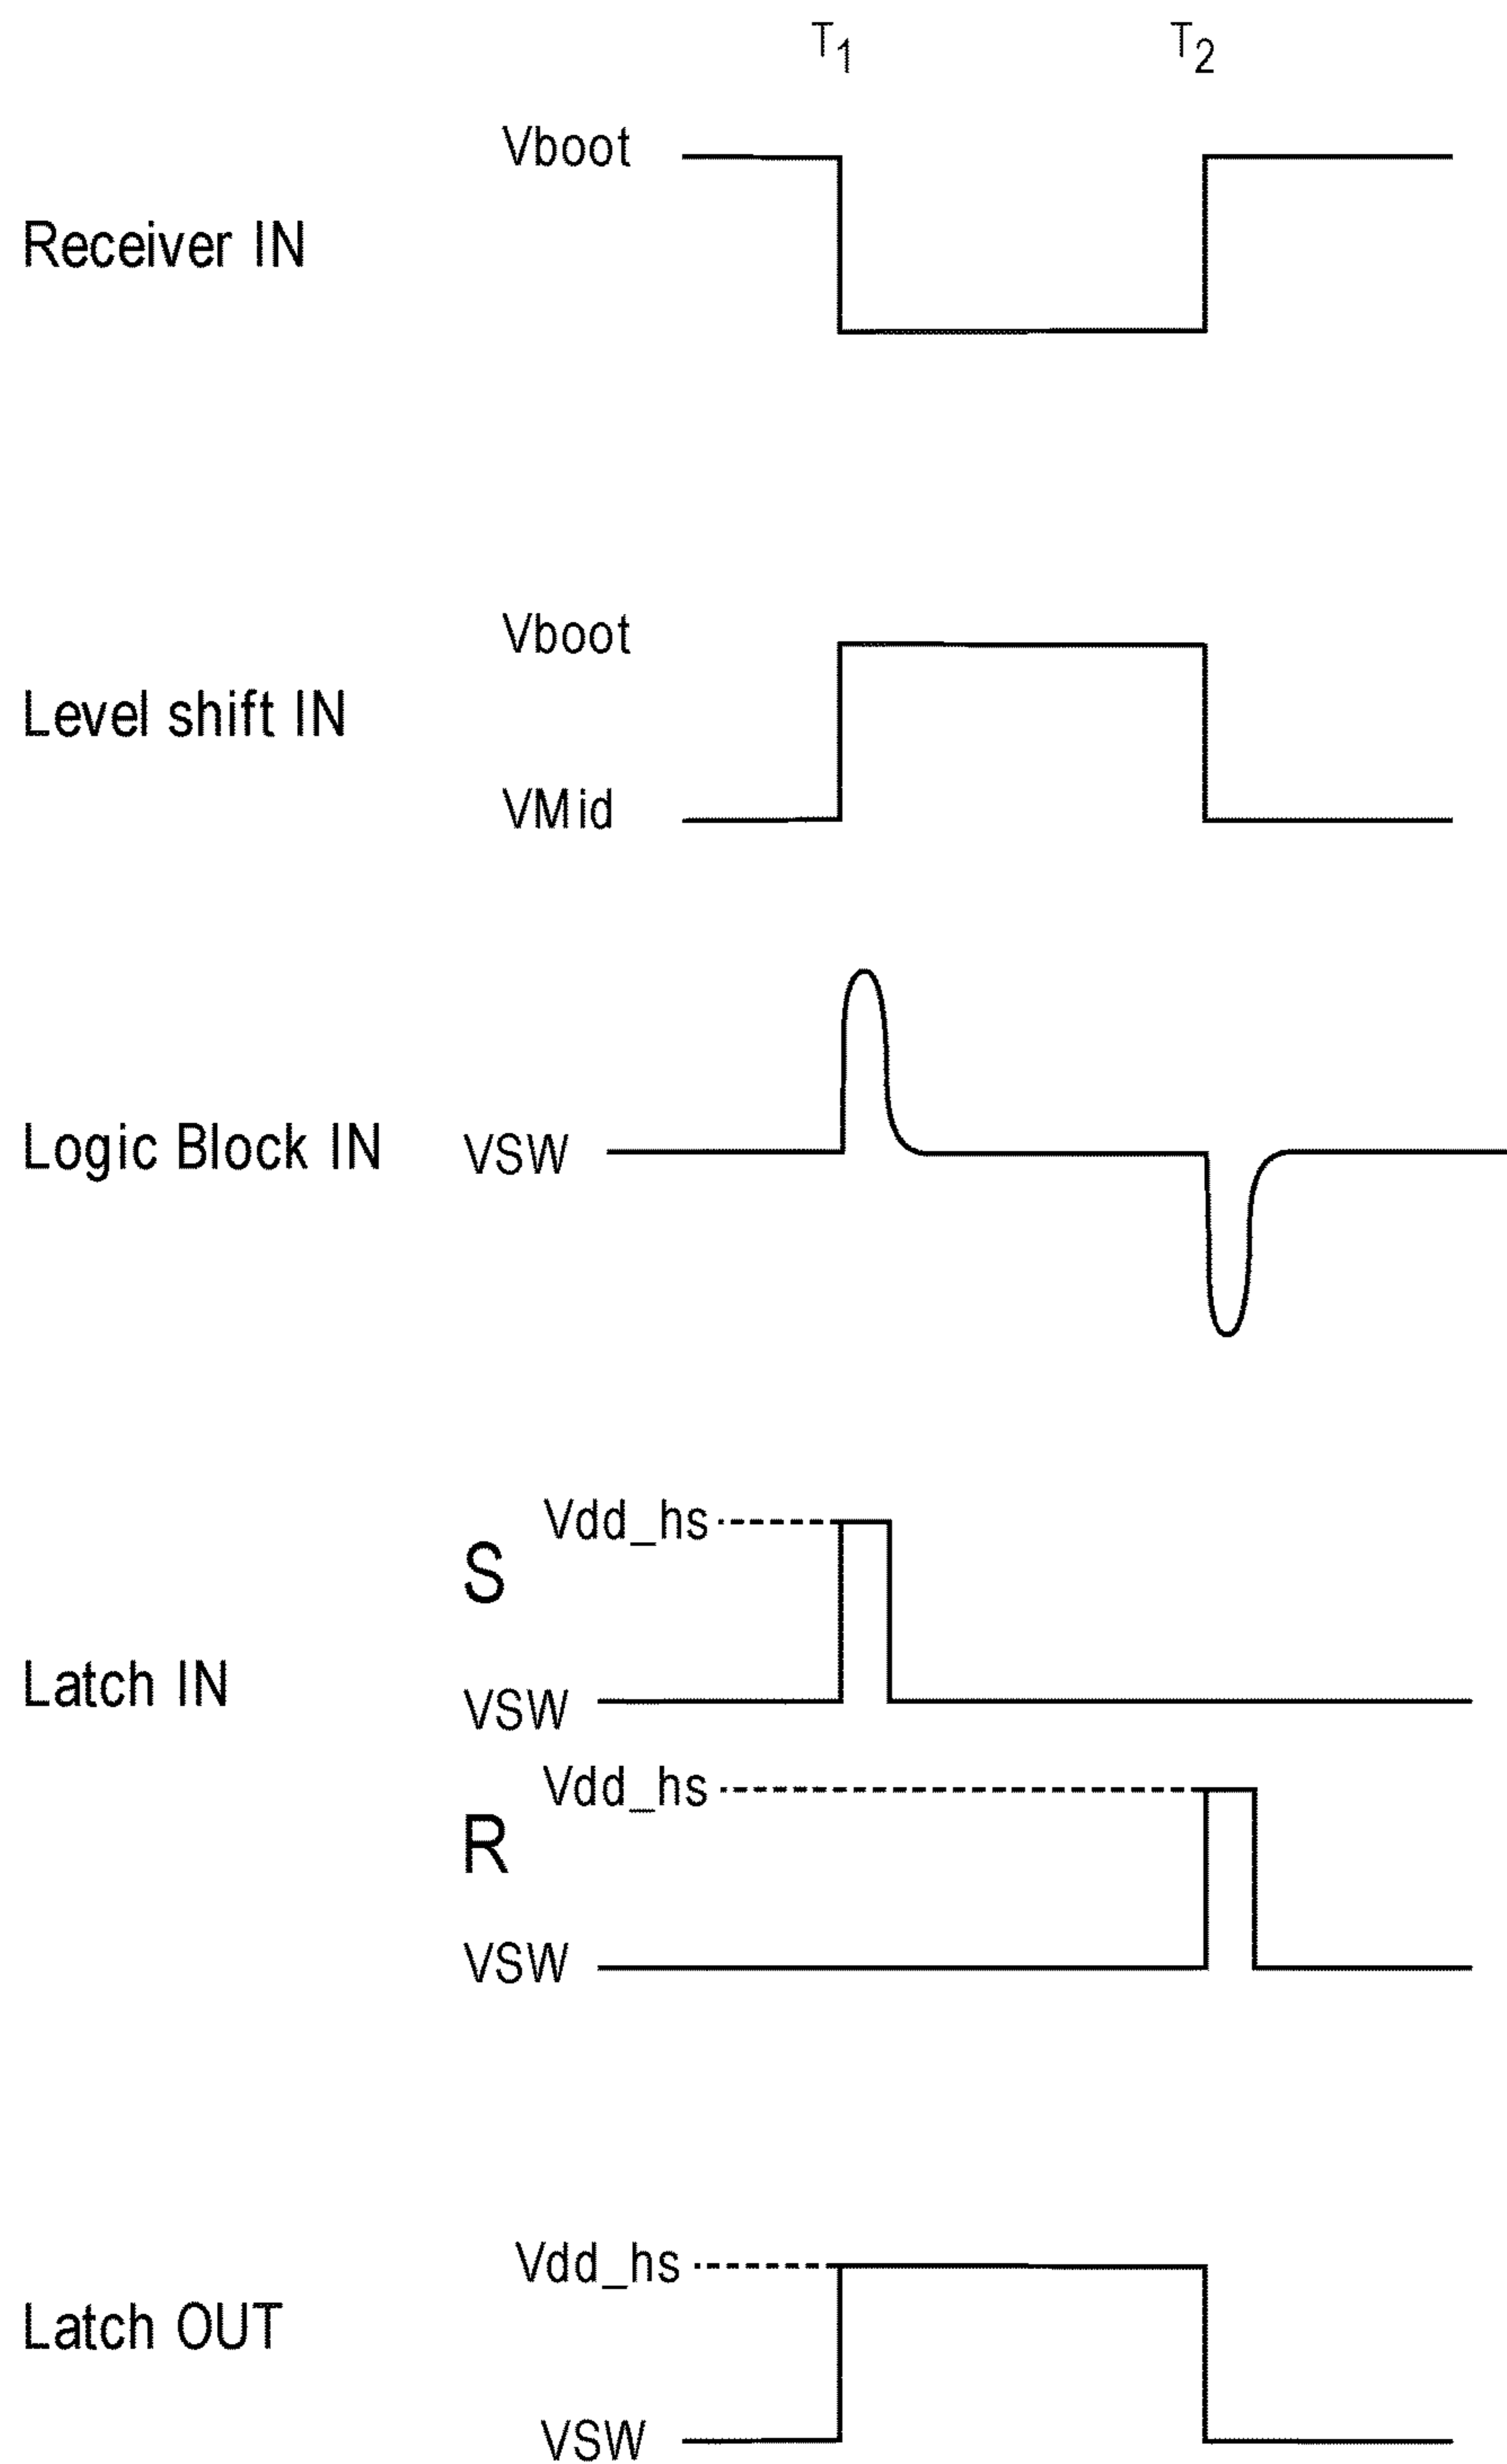 T1 T2
Vboot
Receiver IN
Vboot
Level shift IN
VMid
Logic Block IN VSW
Vdd_hs
S
Latch IN
VSW
Vdd_hs
R
VSW
Vdd_hs
Latch OUT
VSW